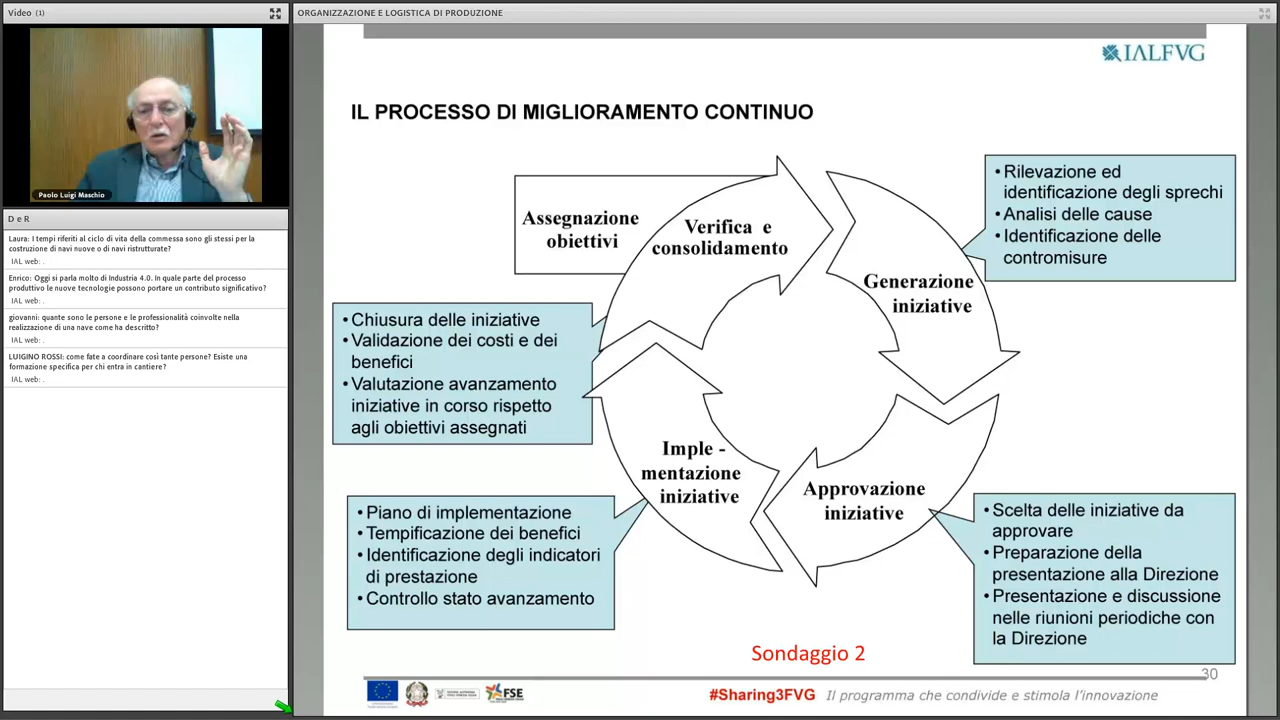 Video (1)
Paolo Luigi Maschio
D e R
Laura: I tempi riferiti al ciclo di vita della commessa sono gli stessi per la
costruzione di navi nuove o di navi ristrutturate?
IAL web: .
Enrico: Oggi si parla molto di Industria 4.0. In quale parte del processo
produttivo le nuove tecnologie possono portare un contributo significativo?
IAL web: .
giovanni: quante sono le persone e le professionalità coinvolte nella
realizzazione di una nave come ha descritto?
IAL web: .
LUIGINO ROSSI: come fate a coordinare così tante persone? Esiste una
formazione specifica per chi entra in cantiere?
IAL web: .
ORGANIZZAZIONE E LOGISTICA DI PRODUZIONE
IALFVG
IL PROCESSO DI MIGLIORAMENTO CONTINUO
Assegnazione
obiettivi
Verifica e
consolidamento
Generazione
iniziative
• Rilevazione ed
identificazione degli sprechi
• Analisi delle cause
• Identificazione delle
contromisure
• Chiusura delle iniziative
• Validazione dei costi e dei
benefici
• Valutazione avanzamento
iniziative in corso rispetto
agli obiettivi assegnati
Imple -
mentazione
iniziative
Approvazione
iniziative
• Piano di implementazione
• Tempificazione dei benefici
• Identificazione degli indicatori
di prestazione
• Controllo stato avanzamento
• Scelta delle iniziative da
approvare
• Preparazione della
presentazione alla Direzione
• Presentazione e discussione
nelle riunioni periodiche con
la Direzione
Sondaggio 2
30
FSE
#Sharing3FVG Il programma che condivide e stimola l'innovazione